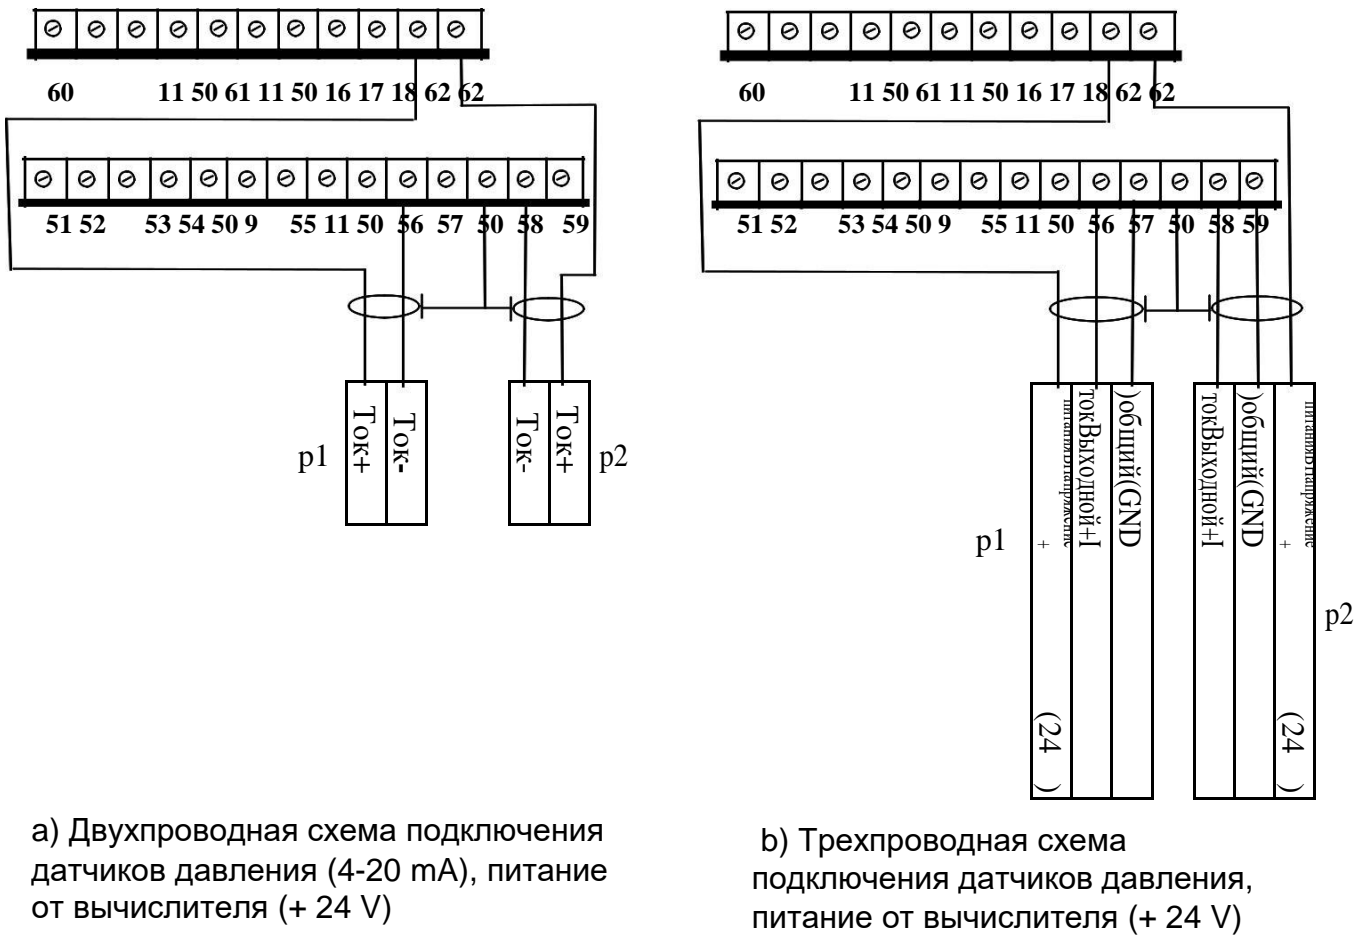 60 11 50 61 11 50 16 17 18 62 62
51 52 53 54 50 9 55 11 50 56 57 50 58 59
p1
Ток+
Ток-
Ток-
Ток+
p2
а) Двухпроводная схема подключения
датчиков давления (4-20 mA), питание
от вычислителя (+ 24 V)
60 11 50 61 11 50 16 17 18 62 62
51 52 53 54 50 9 55 11 50 56 57 50 58 59
p1
+
(24 )
токВыходной+I
)общий(GND
токВыходной+I
)общий(GND
+
(24 )
p2
b) Трехпроводная схема
подключения датчиков давления,
питание от вычислителя (+ 24 V)